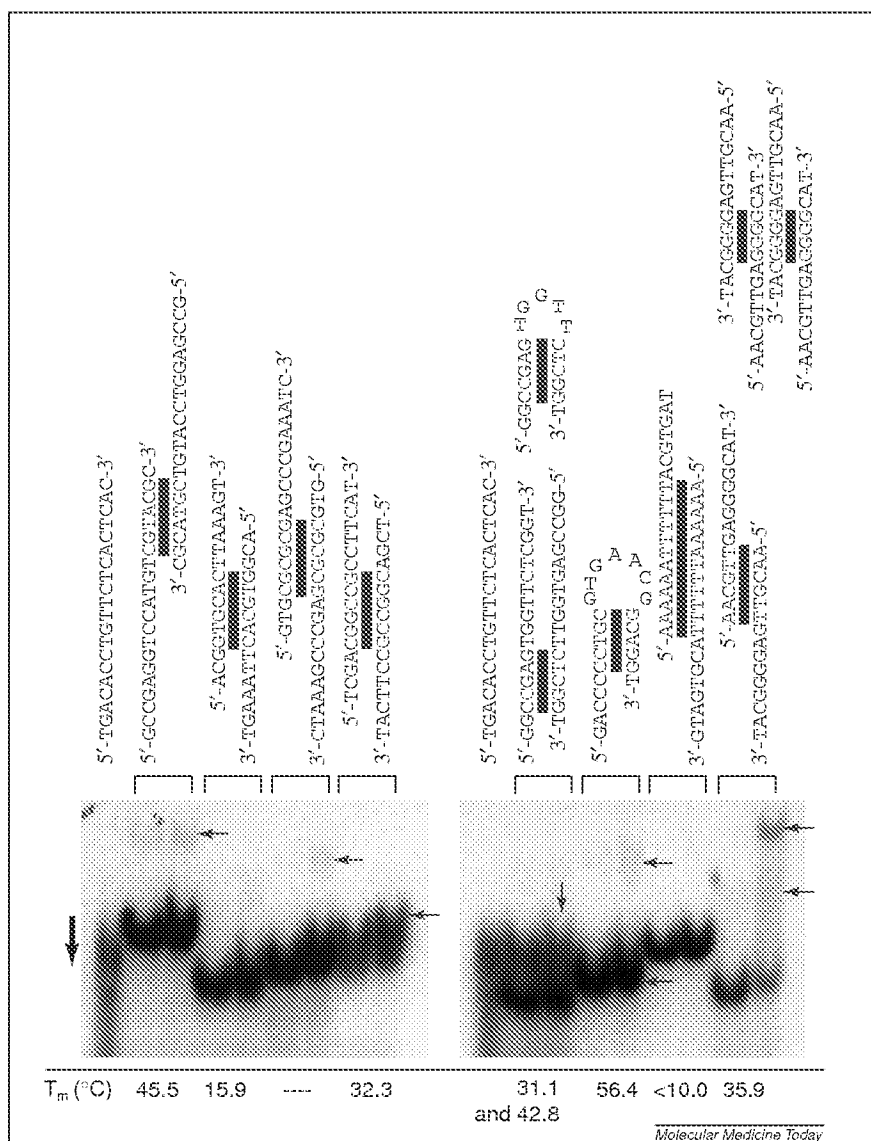 5′-TGACACCTGTTCTCACTCAC-3′
5′-GCCGAGGTCCATGTCGTACGC-3′
3′-CGCATGCTGTACCTGGAGCCG-5′
5′-ACGGTGCACTTAAAGT-3′
3′-TGAAATTCACGTGGCA-5′
5′-GTGCGCGCGAGCCCGAAATC-3′
3′-CTAAAGCCCGAGCGCGCGTG-5′
5′-TCGACGGCCGCCTTCAT-3′
3′-TACTTCCGCCGGCAGCT-5′
5′-TGACACCTGTTCTCACTCAC-3′
5′-GGCCGAGTGGTTCTCGGT-3′
3′-TGGCTCTTGGTGAGCCGG-5′
5′-GGCCGAG
3′-TGGCTC
5′-GACCCCCTGC
G A A C G
3′-TGGACG
5′-AAAAAAATTTTTTACGTGAT
3′-GTAGTGCATTTTTTAAAAAAA-5′
5′-AACGTTGAGGGGCAT-3′
3′-TACGGGGAGTTGCAA-5′
3′-TACGGGGAGTTGCAA-5′
5′-AACGTTGAGGGGCAT-3′
3′-TACGGGGAGTTGCAA-5′
5′-AACGTTGAGGGGCAT-3′
Tm (°C) 45.5 15.9 ---- 32.3 31.1 56.4 <10.0 35.9
and 42.8
Molecular Medicine Today